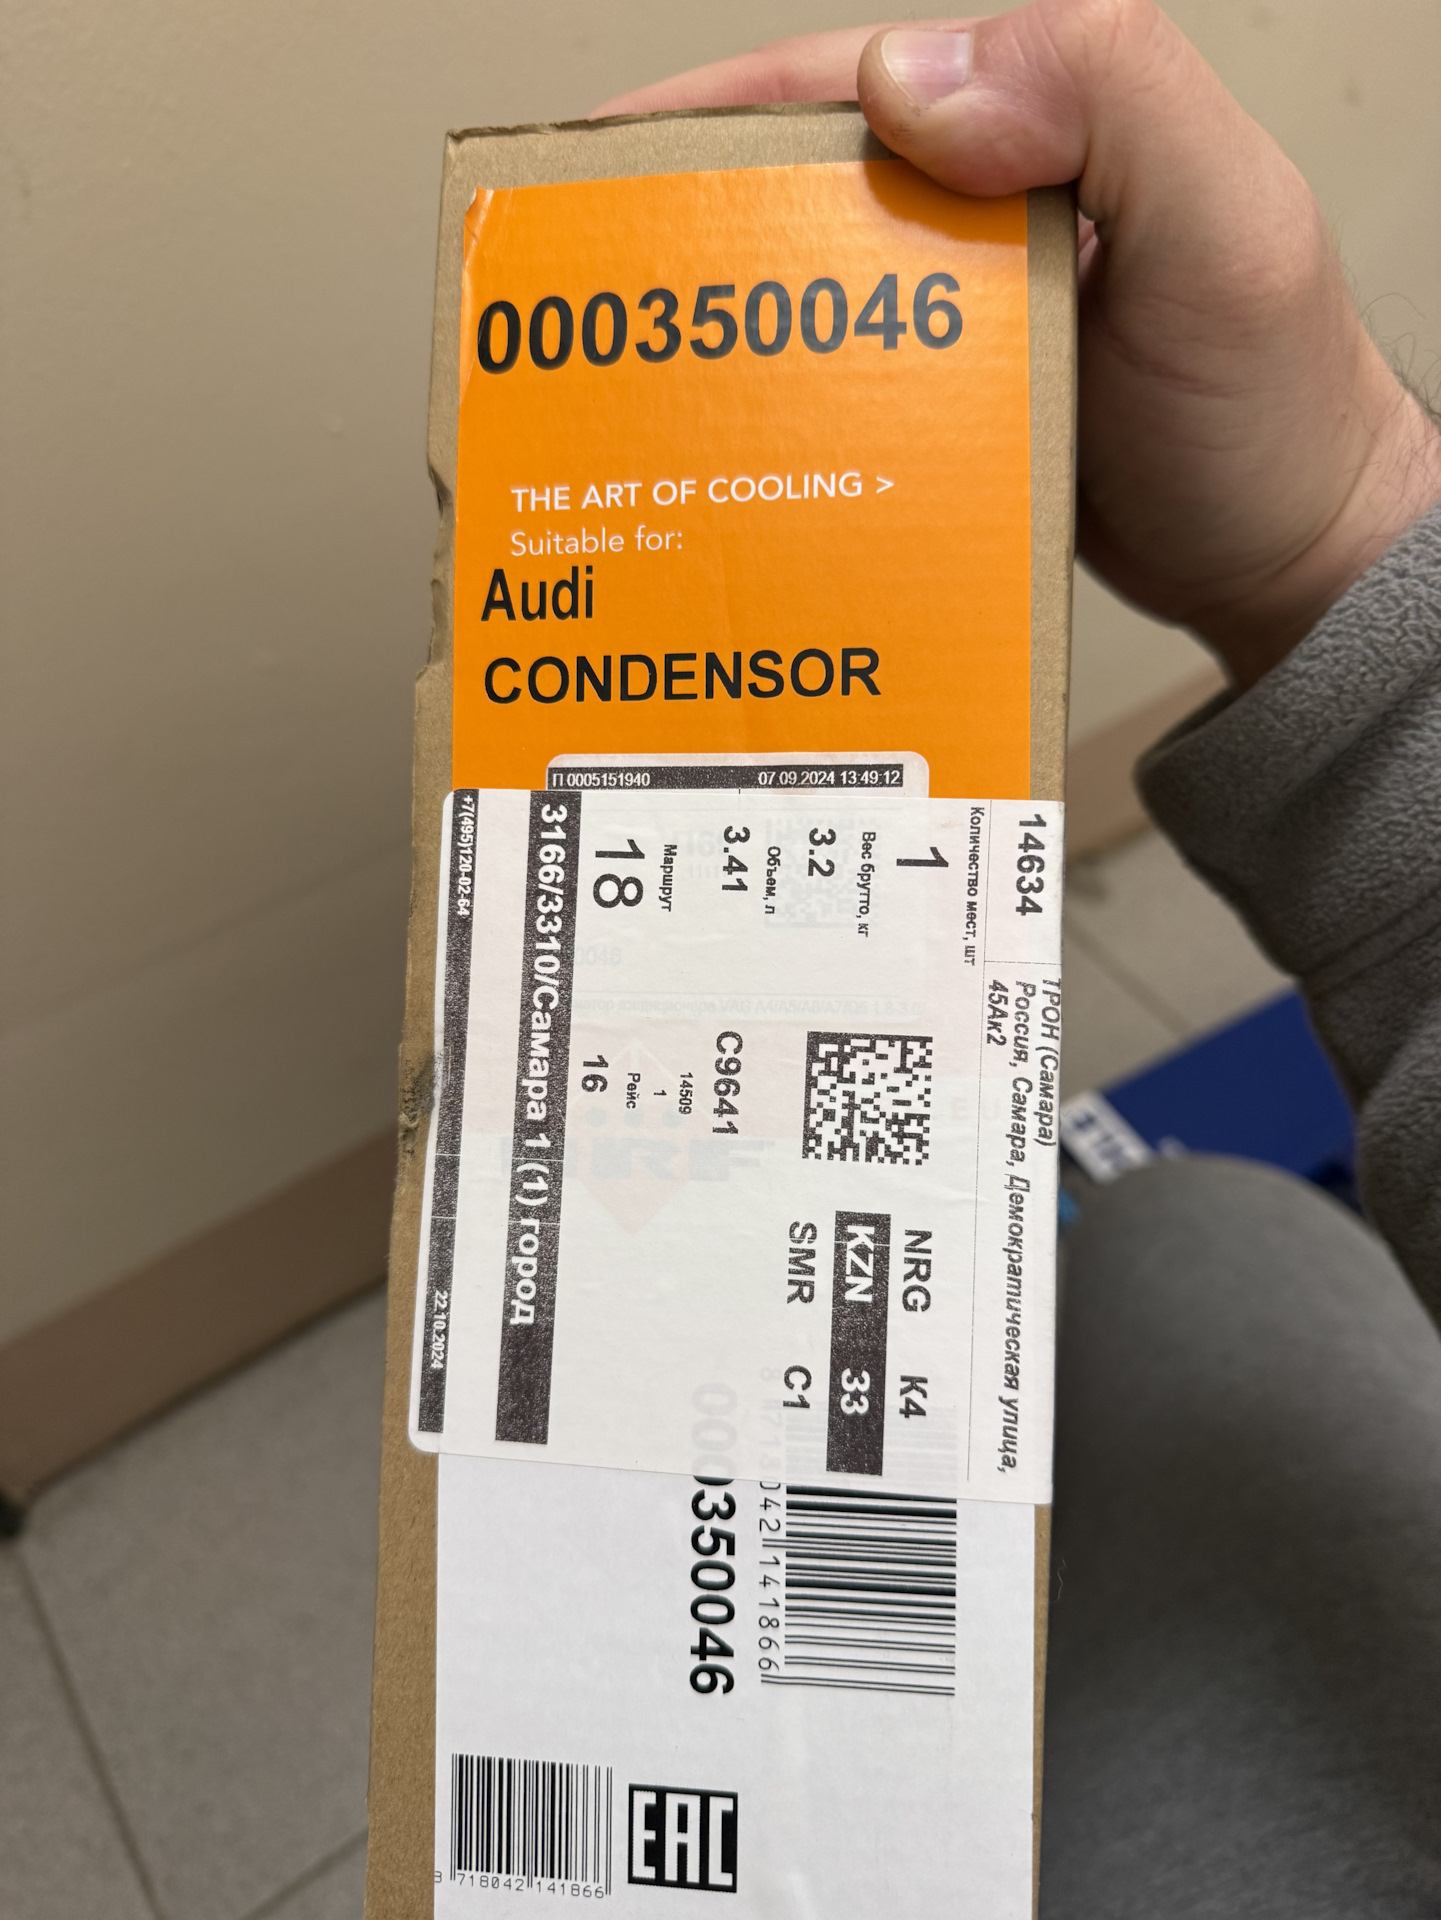 000350046
THE ART OF COOLING >
Suitable for:
Audi
CONDENSOR
П 0005151940 07.09.2024 13:49:12
14634
ТРОН (Самара)
Россия, Самара, Демократическая улица,
45Ак2
Количество мест, шт
1
Вес брутто, кг
3.2
Объем, л
3.41
Маршрут
18
NRG K4
KZN 33
SMR C1
C9641
14509
1
Рейс
16
3166/3310/Самара 1 (1) город
+7(495)120-02-64 22.10.2024
000350046
8 718042 141866
EAC
8 718042 141866